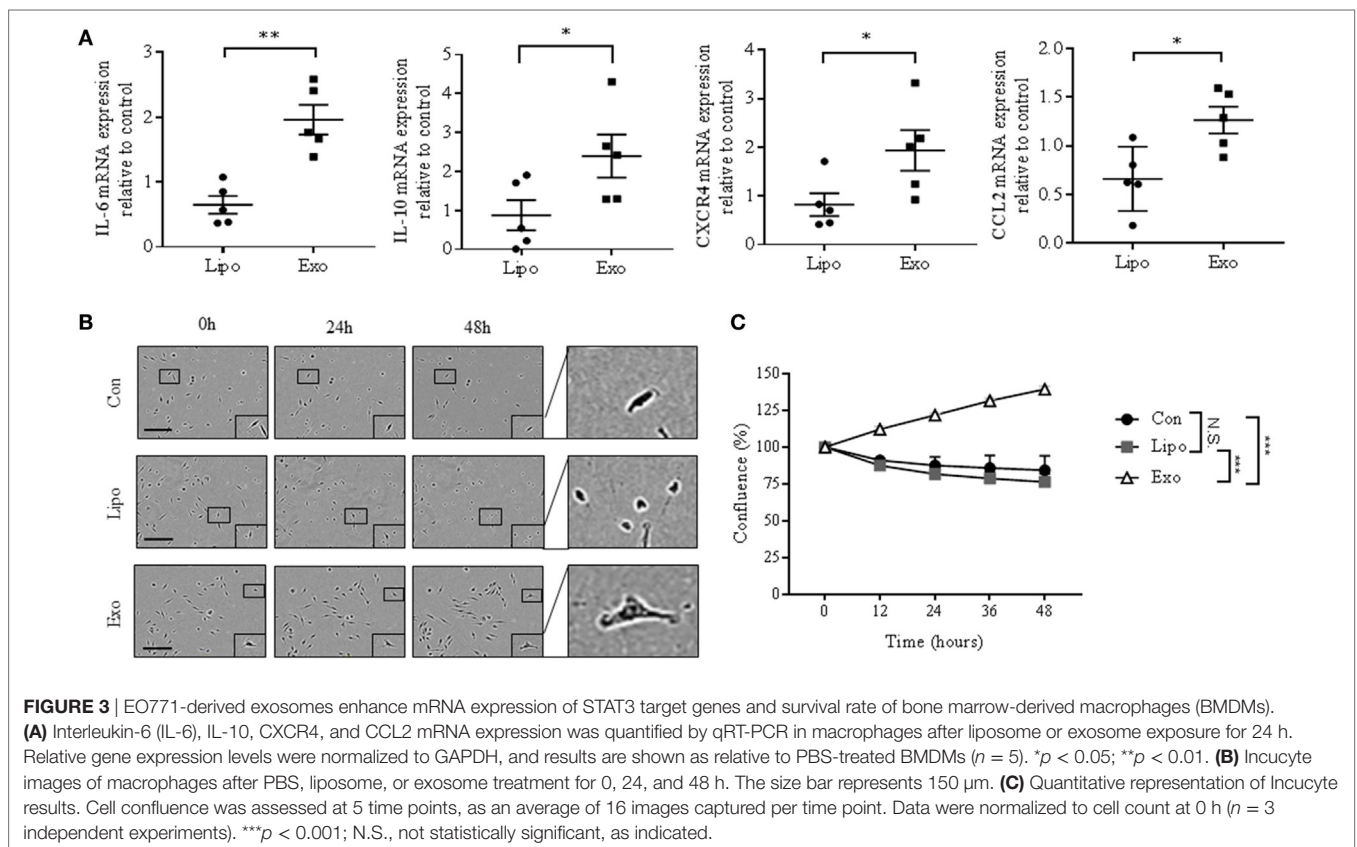 A
IL-6 mRNA expression
relative to control
3
2
1
0
**
Lipo Exo
IL-10 mRNA expression
relative to control
5
4
3
2
1
0
*
Lipo Exo
CXCR4 mRNA expression
relative to control
4
3
2
1
0
*
Lipo Exo
CCL2 mRNA expression
relative to control
2.0
1.5
1.0
0.5
0.0
*
Lipo Exo
B
0h 24h 48h
Con
Lipo
Exo
C
Confluence (%)
150
125
100
75
50
25
0
0 12 24 36 48
Time (hours)
Con
Lipo
Exo
N.S.
***
***
FIGURE 3 | EO771-derived exosomes enhance mRNA expression of STAT3 target genes and survival rate of bone marrow-derived macrophages (BMDMs).
(A) Interleukin-6 (IL-6), IL-10, CXCR4, and CCL2 mRNA expression was quantified by qRT-PCR in macrophages after liposome or exosome exposure for 24 h.
Relative gene expression levels were normalized to GAPDH, and results are shown as relative to PBS-treated BMDMs (n = 5). *p < 0.05; **p < 0.01. (B) Incucyte
images of macrophages after PBS, liposome, or exosome treatment for 0, 24, and 48 h. The size bar represents 150 μm. (C) Quantitative representation of Incucyte
results. Cell confluence was assessed at 5 time points, as an average of 16 images captured per time point. Data were normalized to cell count at 0 h (n = 3
independent experiments). ***p < 0.001; N.S., not statistically significant, as indicated.